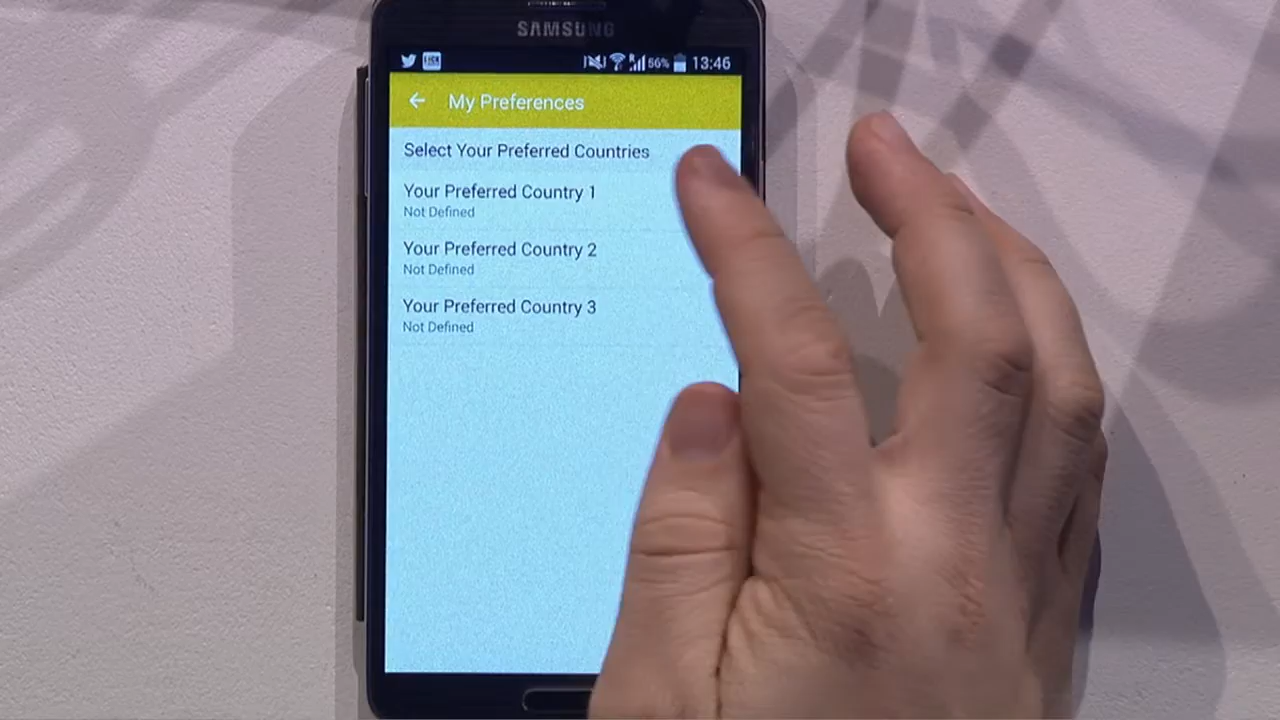 SAMSUNG
56% 13:46
My Preferences
Select Your Preferred Countries
Your Preferred Country 1
Not Defined
Your Preferred Country 2
Not Defined
Your Preferred Country 3
Not Defined